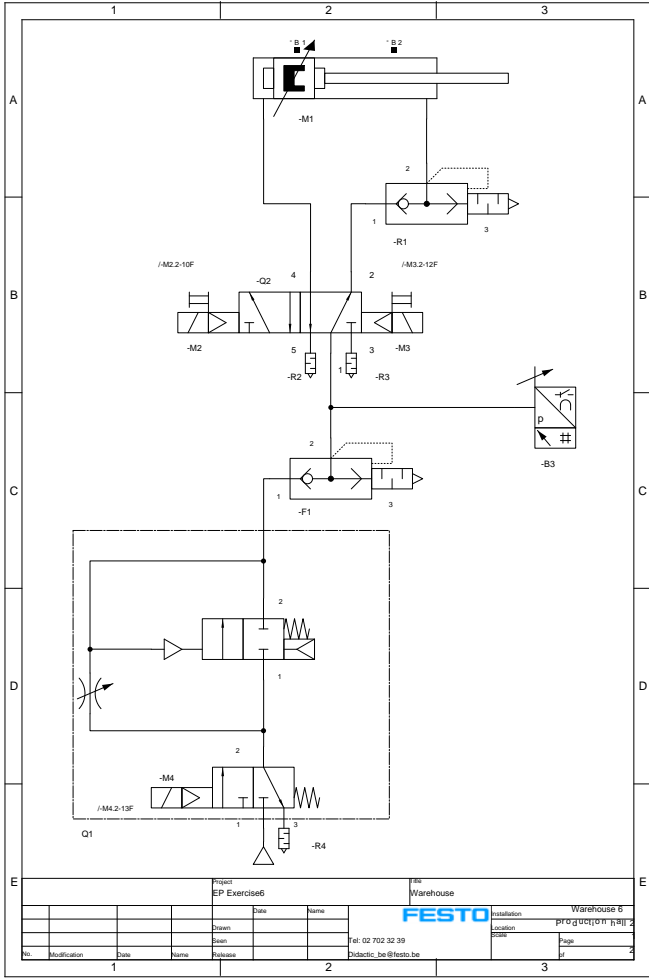 1 2 3
A A
B B
C C
D D
E E
B 1 B 2
-M1
2
1
3
-R1
/-M2.2-10F
/-M3.2-12F
-Q2 4 2
-M2 5 3 -M3
-R2 1 -R3
p
#
-B3
2
1
3
-F1
2
1
2
-M4
/-M4.2-13F
1 3
Q1
-R4
Project
EP Exercise6
Title
Warehouse
Date Name
Drawn
Seen
Release
No. Modification Date Name
FESTO
Tel: 02 702 32 39
Didactic_be@festo.be
Installation Warehouse 6
Location production hall 2
Scale
Page
of 2
1 2 3